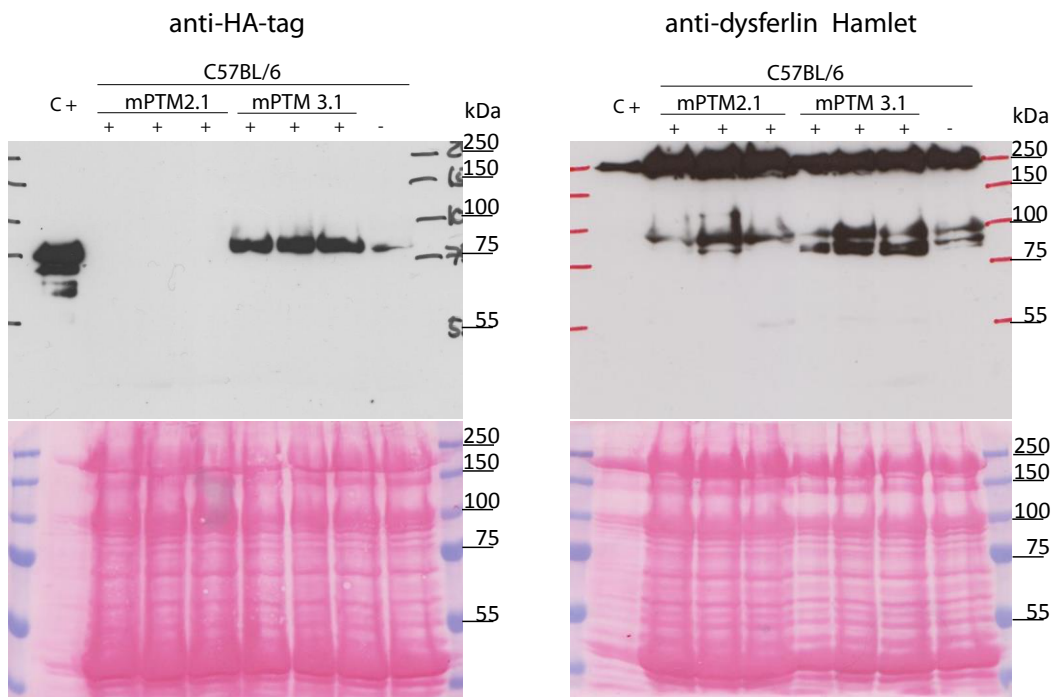 anti-HA-tag
C57BL/6
C +
mPTM2.1
mPTM 3.1
kDa
+ + + + + + -
250
150
100
75
55
250
150
100
75
55
anti-dysferlin Hamlet
C57BL/6
C +
mPTM2.1
mPTM 3.1
kDa
+ + + + + + -
250
150
100
75
55
250
150
100
75
55